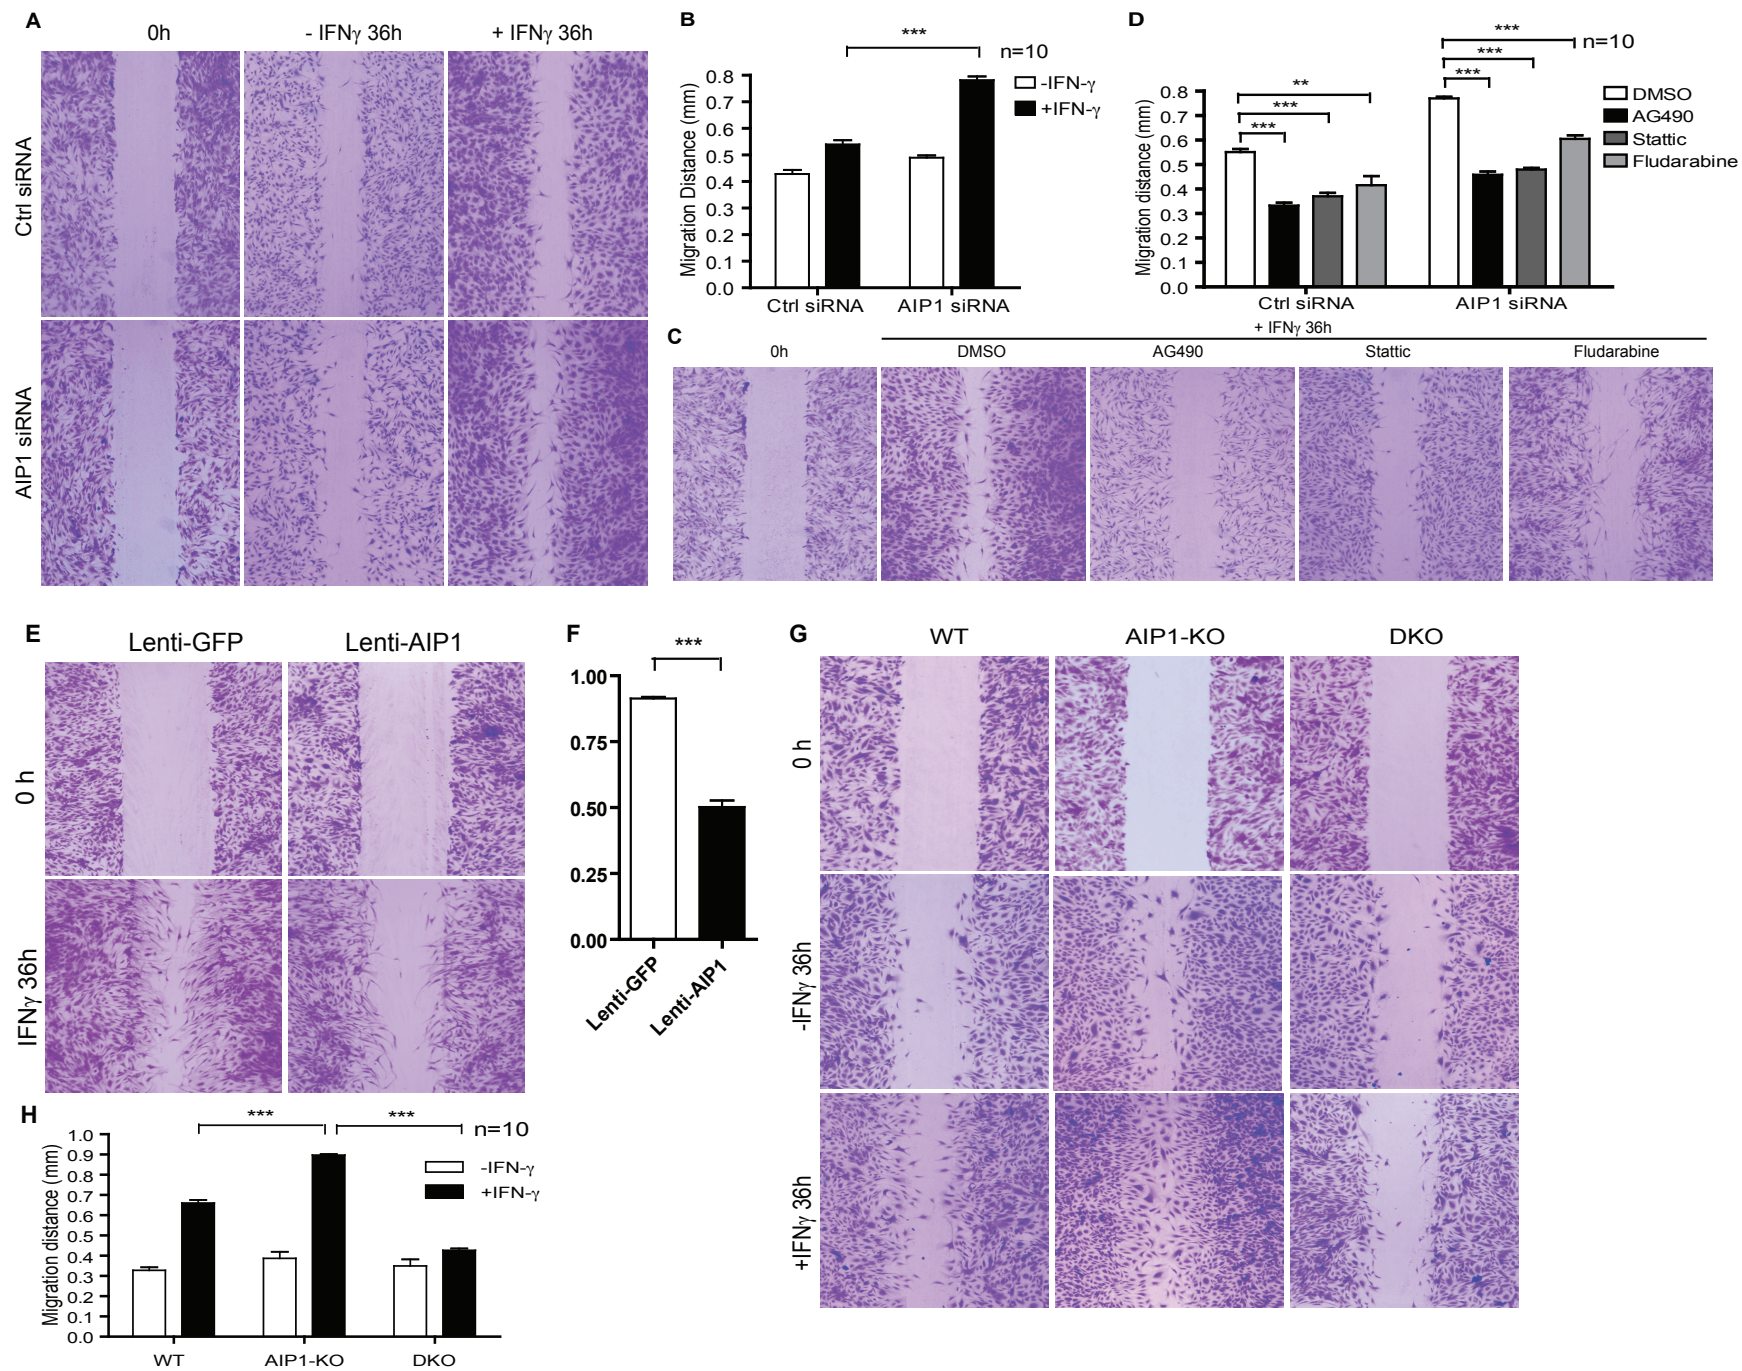 A
0h
- IFNγ 36h
+ IFNγ 36h
Ctrl siRNA
AIP1 siRNA
B
***
n=10
-IFN-γ
+IFN-γ
Migration Distance (mm)
0.8
0.7
0.6
0.5
0.4
0.3
0.2
0.1
0.0
Ctrl siRNA
AIP1 siRNA
D
***
n=10
***
***
**
***
***
DMSO
AG490
Stattic
Fludarabine
Migration distance (mm)
0.8
0.7
0.6
0.5
0.4
0.3
0.2
0.1
0.0
Ctrl siRNA
AIP1 siRNA
C
+ IFNγ 36h
0h
DMSO
AG490
Stattic
Fludarabine
E
Lenti-GFP
Lenti-AIP1
0 h
IFNγ 36h
F
***
1.00
0.75
0.50
0.25
0.00
Lenti-GFP
Lenti-AIP1
G
WT
AIP1-KO
DKO
0 h
-IFNγ 36h
+IFNγ 36h
H
***
***
n=10
-IFN-γ
+IFN-γ
Migration distance (mm)
1.0
0.9
0.8
0.7
0.6
0.5
0.4
0.3
0.2
0.1
0.0
WT
AIP1-KO
DKO